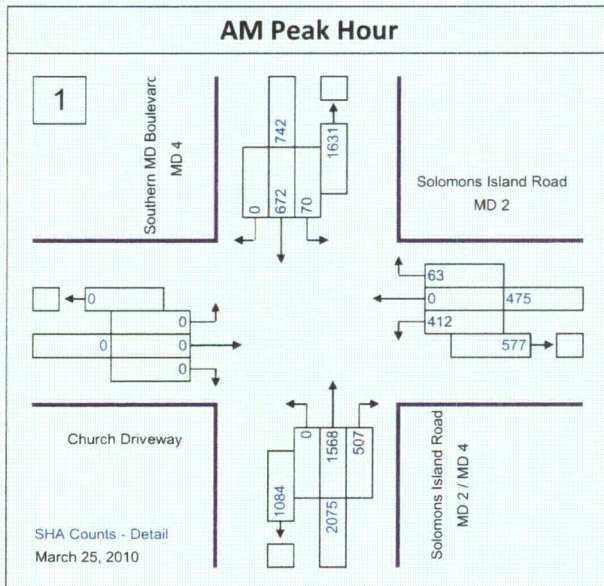 AM Peak Hour
1
Southern MD Boulevard
MD 4
742
1631
0
672
70
Solomons Island Road
MD 2
0
0
0
0
0
63
0
475
412
577
Church Driveway
0
1568
507
1084
2075
Solomons Island Road
MD 2 / MD 4
SHA Counts - Detail
March 25, 2010